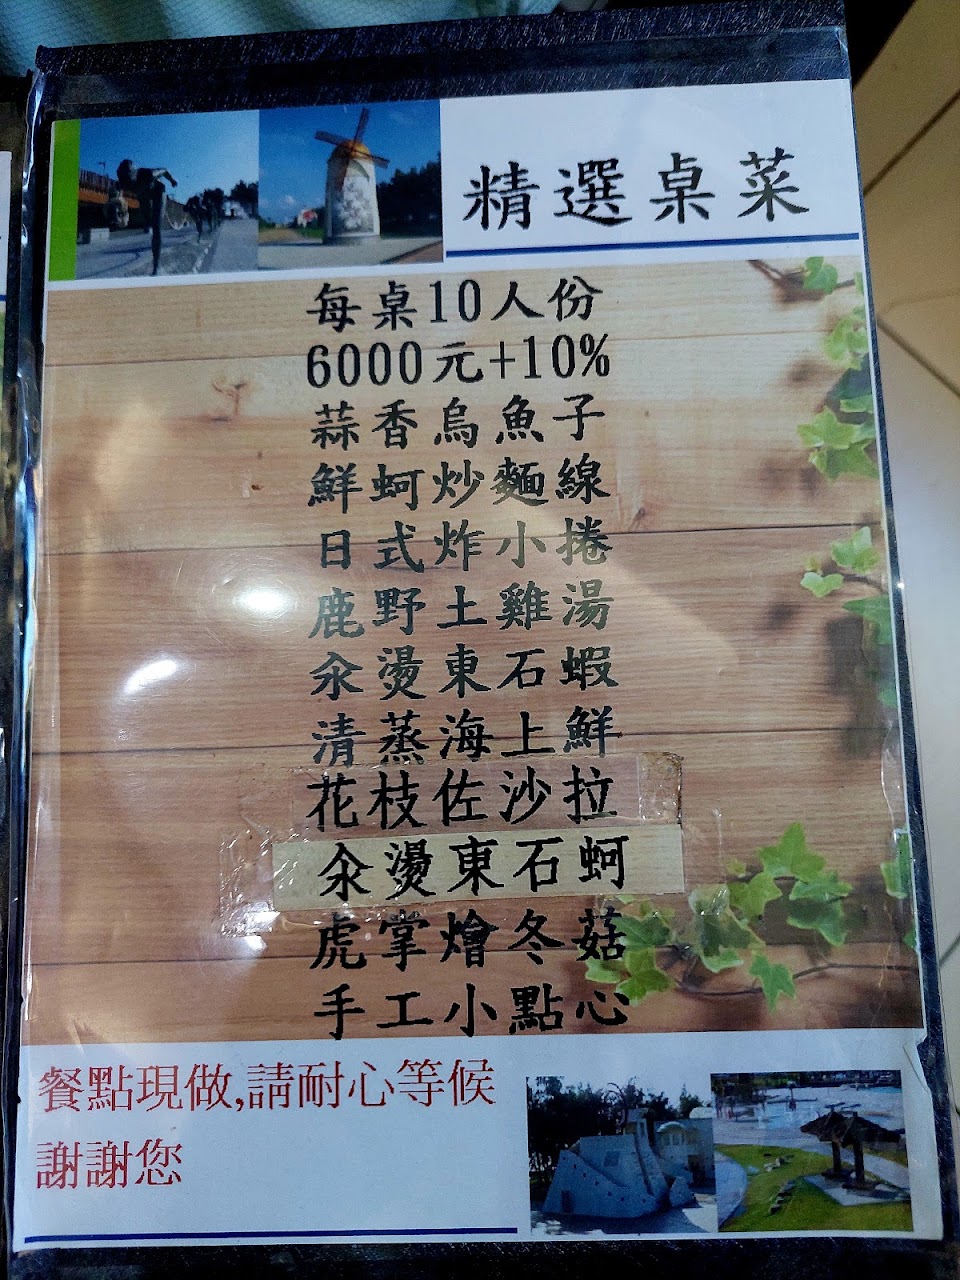 精選桌菜
每桌10人份
6000元+10%
蒜香烏魚子
鮮蚵炒麵線
日式炸小捲
鹿野土雞湯
汆燙東石蝦
清蒸海上鮮
花枝佐沙拉
汆燙東石蚵
虎掌燴冬菇
手工小點心
餐點現做,請耐心等候
謝謝您